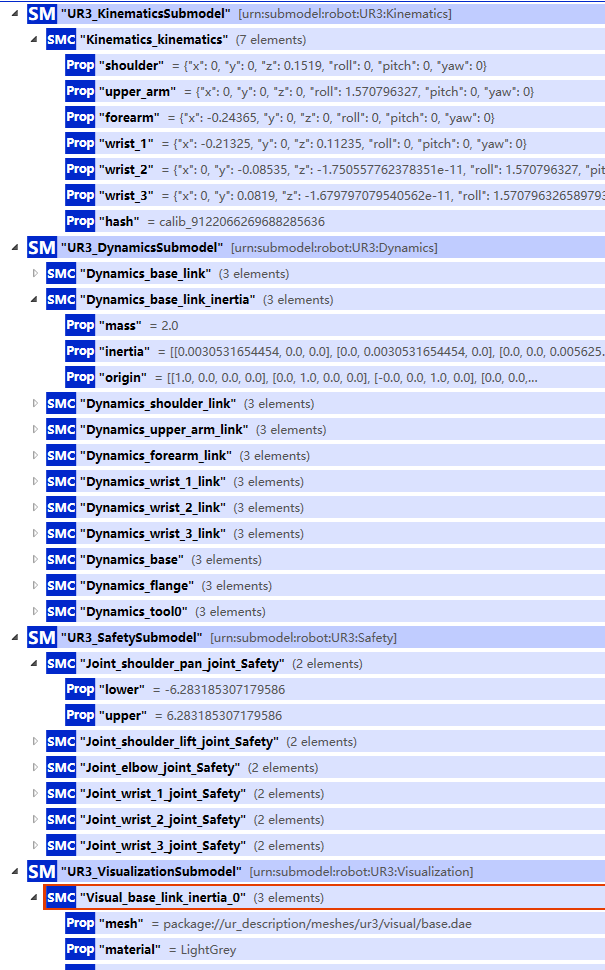 SM "UR3_KinematicsSubmodel" [urn:submodel:robot:UR3:Kinematics]
SMC "Kinematics_kinematics" (7 elements)
Prop "shoulder" = {"x": 0, "y": 0, "z": 0.1519, "roll": 0, "pitch": 0, "yaw": 0}
Prop "upper_arm" = {"x": 0, "y": 0, "z": 0, "roll": 1.570796327, "pitch": 0, "yaw": 0}
Prop "forearm" = {"x": -0.24365, "y": 0, "z": 0, "roll": 0, "pitch": 0, "yaw": 0}
Prop "wrist_1" = {"x": -0.21325, "y": 0, "z": 0.11235, "roll": 0, "pitch": 0, "yaw": 0}
Prop "wrist_2" = {"x": 0, "y": -0.08535, "z": -1.750557762378351e-11, "roll": 1.570796327, "pit
Prop "wrist_3" = {"x": 0, "y": 0.0819, "z": -1.679797079540562e-11, "roll": 1.570796326589793
Prop "hash" = calib_9122066269688285636
SM "UR3_DynamicsSubmodel" [urn:submodel:robot:UR3:Dynamics]
SMC "Dynamics_base_link" (3 elements)
SMC "Dynamics_base_link_inertia" (3 elements)
Prop "mass" = 2.0
Prop "inertia" = [[0.0030531654454, 0.0, 0.0], [0.0, 0.0030531654454, 0.0], [0.0, 0.0, 0.005625.
Prop "origin" = [[1.0, 0.0, 0.0, 0.0], [0.0, 1.0, 0.0, 0.0], [-0.0, 0.0, 1.0, 0.0], [0.0, 0.0,...
SMC "Dynamics_shoulder_link" (3 elements)
SMC "Dynamics_upper_arm_link" (3 elements)
SMC "Dynamics_forearm_link" (3 elements)
SMC "Dynamics_wrist_1_link" (3 elements)
SMC "Dynamics_wrist_2_link" (3 elements)
SMC "Dynamics_wrist_3_link" (3 elements)
SMC "Dynamics_base" (3 elements)
SMC "Dynamics_flange" (3 elements)
SMC "Dynamics_tool0" (3 elements)
SM "UR3_SafetySubmodel" [urn:submodel:robot:UR3:Safety]
SMC "Joint_shoulder_pan_joint_Safety" (2 elements)
Prop "lower" = -6.283185307179586
Prop "upper" = 6.283185307179586
SMC "Joint_shoulder_lift_joint_Safety" (2 elements)
SMC "Joint_elbow_joint_Safety" (2 elements)
SMC "Joint_wrist_1_joint_Safety" (2 elements)
SMC "Joint_wrist_2_joint_Safety" (2 elements)
SMC "Joint_wrist_3_joint_Safety" (2 elements)
SM "UR3_VisualizationSubmodel" [urn:submodel:robot:UR3:Visualization]
SMC "Visual_base_link_inertia_0" (3 elements)
Prop "mesh" = package://ur_description/meshes/ur3/visual/base.dae
Prop "material" = LightGrey